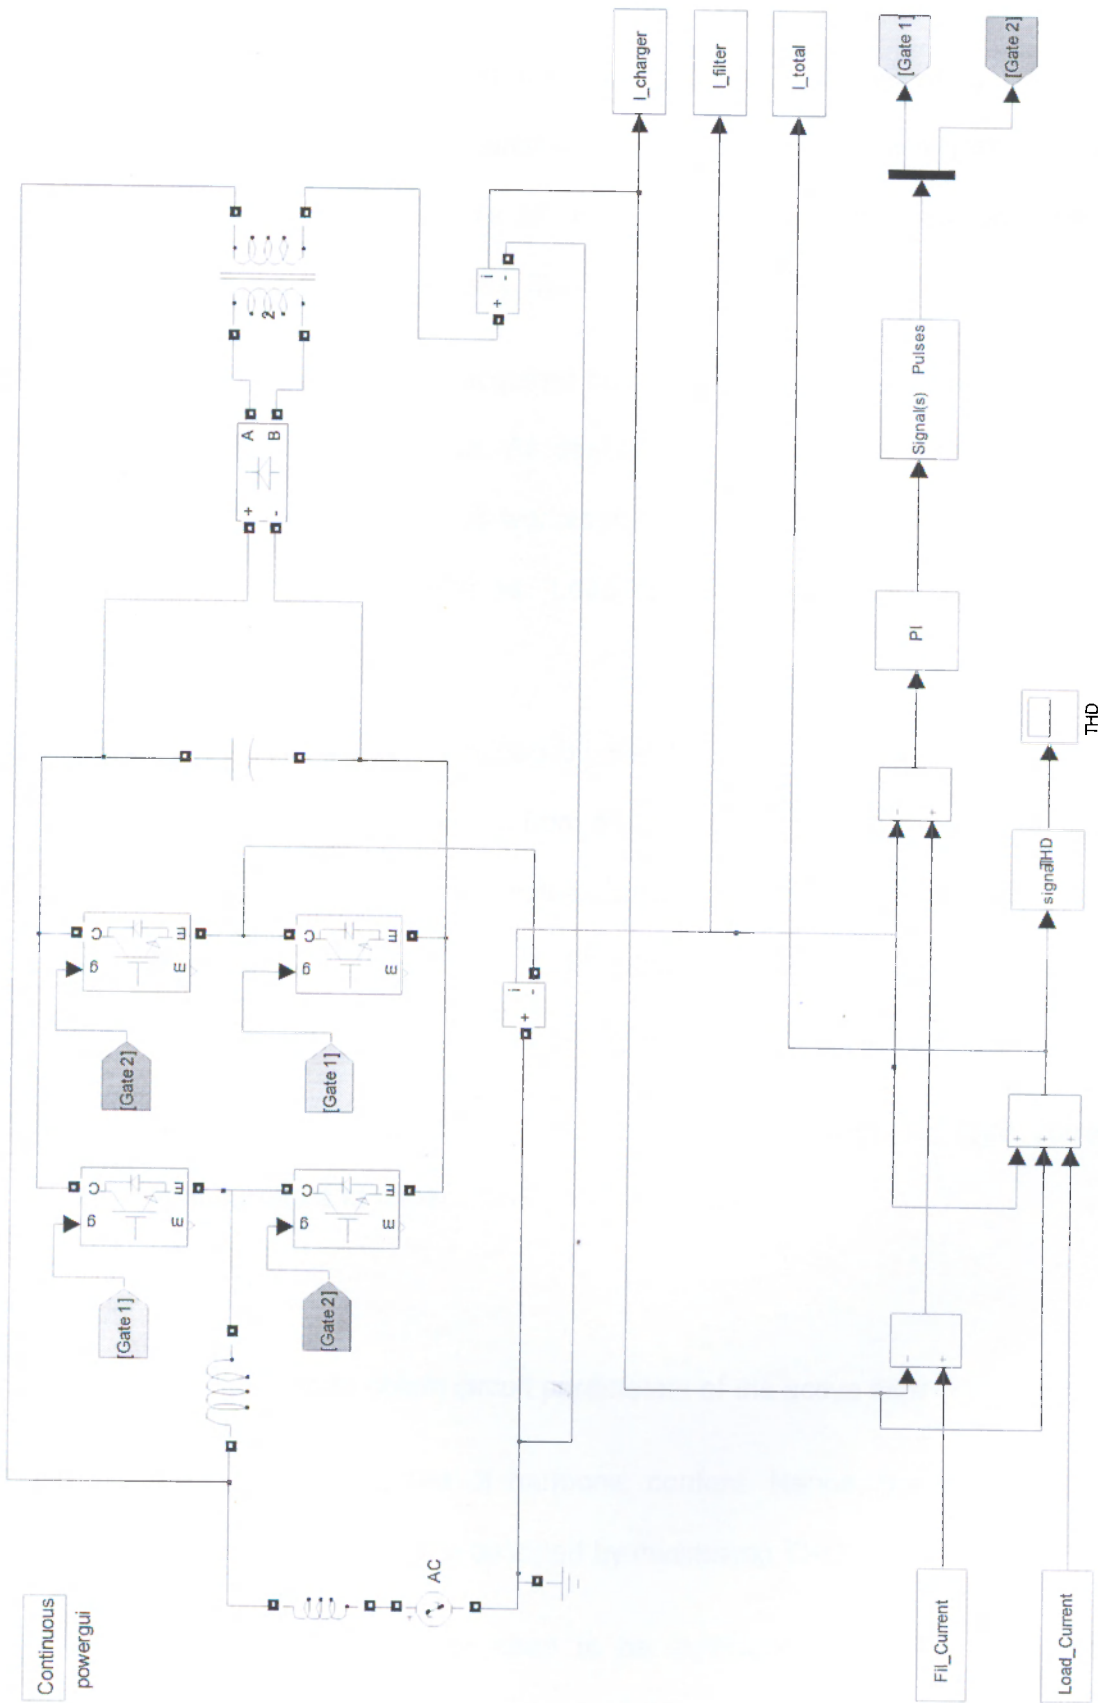 Continuous
powergui
AC
[Gate 1]
g
C
E
m
[Gate 2]
g
C
E
m
[Gate 2]
g
C
E
m
[Gate 1]
g
C
E
m
+
-
A
B
2
+
-
i
+
-
i
I_charger
I_filter
I_total
Fil_Current
Load_Current
-
+
+
+
+
-
+
PI
Signal(s) Pulses
[Gate 1]
[Gate 2]
signal THD
THD